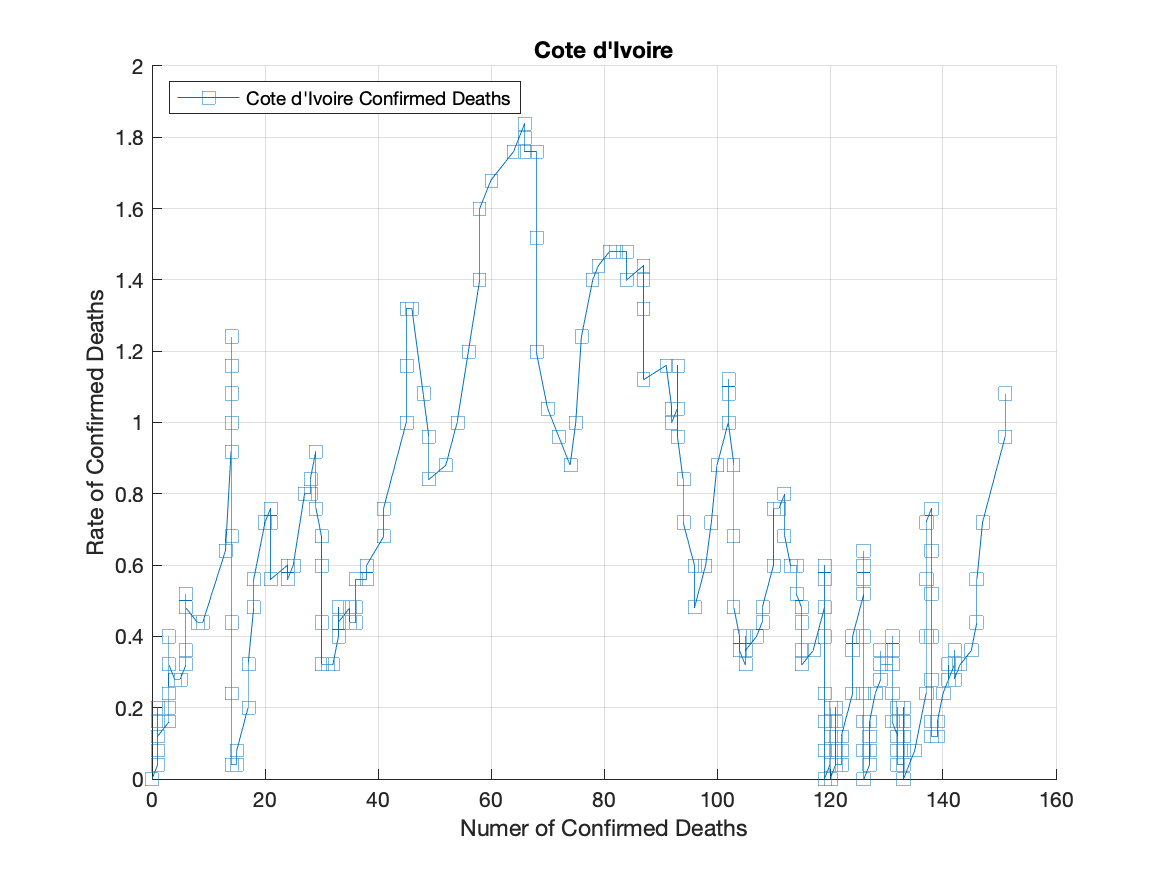 Cote d'Ivoire
Cote d'Ivoire Confirmed Deaths
Rate of Confirmed Deaths
2
1.8
1.6
1.4
1.2
1
0.8
0.6
0.4
0.2
0
0 20 40 60 80 100 120 140 160
Numer of Confirmed Deaths